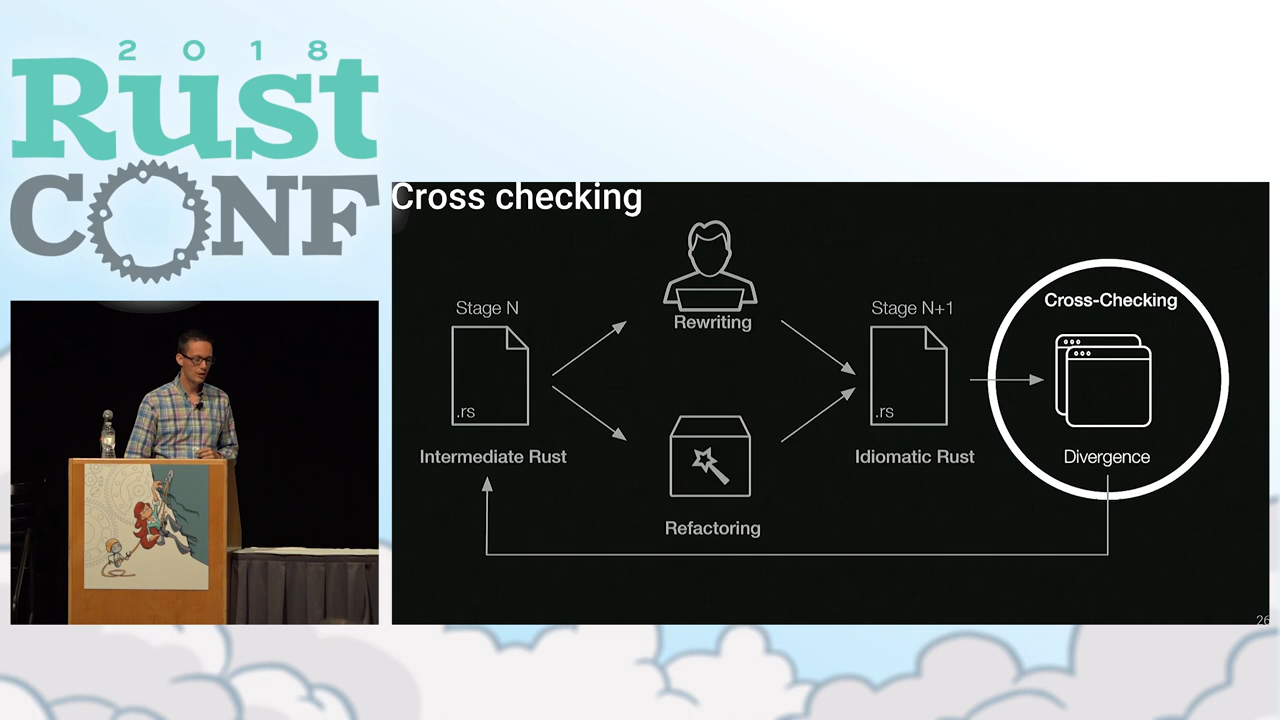 2018
Rust
CONF
Cross checking
Stage N
.rs
Intermediate Rust
Rewriting
Refactoring
Stage N+1
.rs
Idiomatic Rust
Cross-Checking
Divergence
26